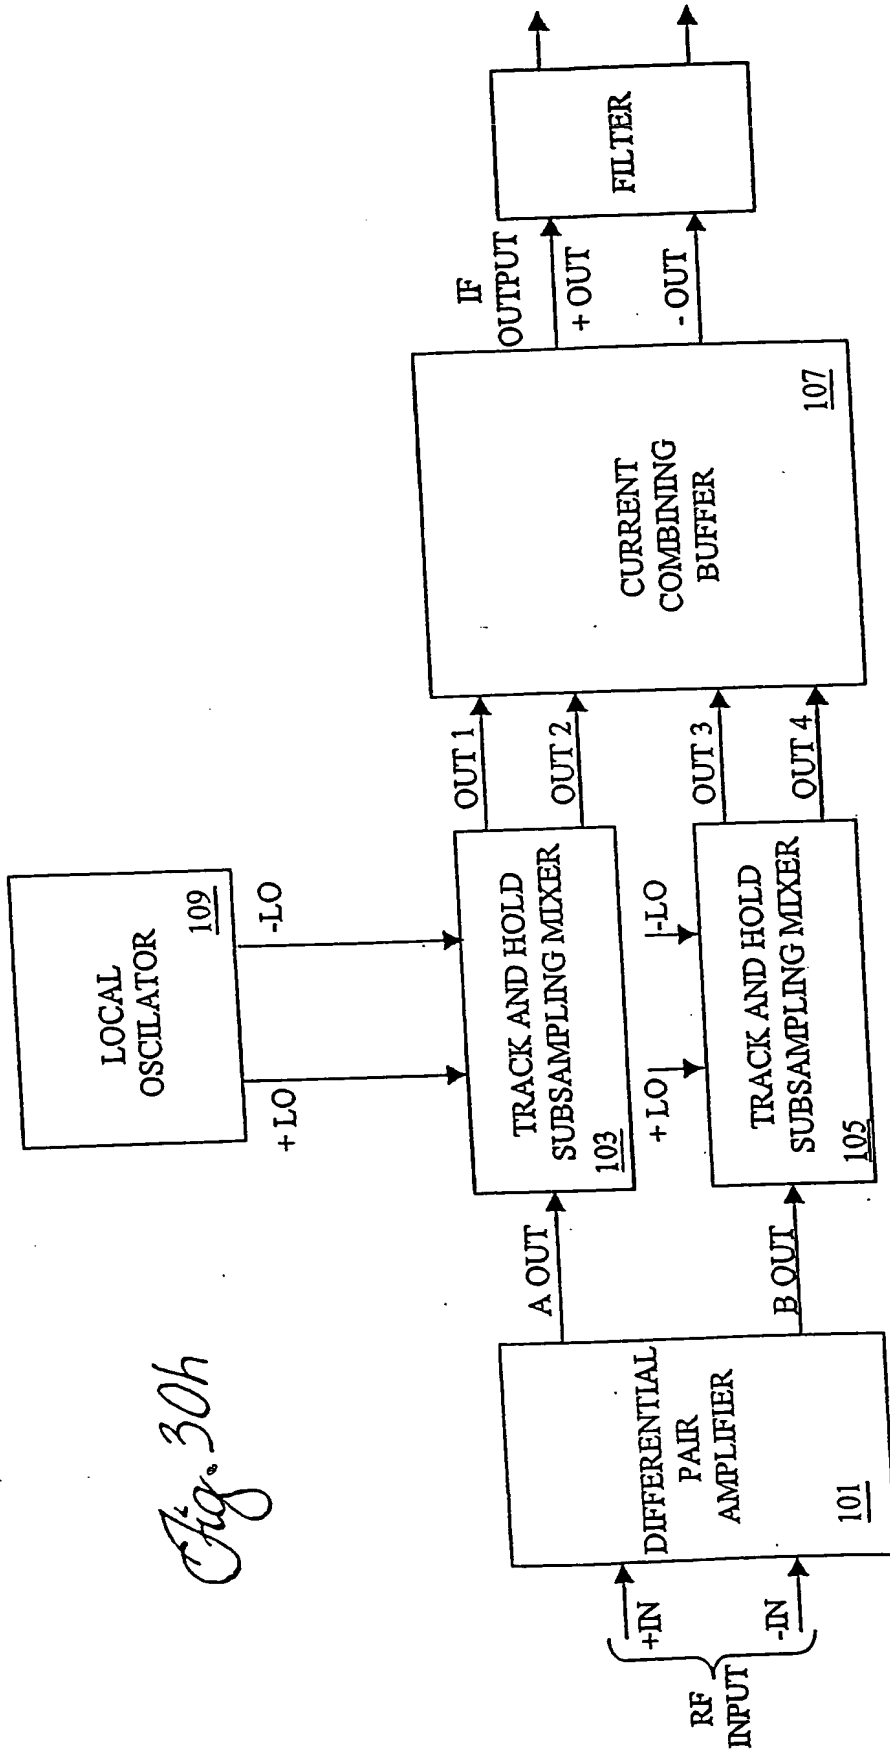 LOCAL
OSCILATOR
109
+ LO
-LO
RF
INPUT
+IN
-IN
DIFFERENTIAL
PAIR
AMPLIFIER
101
A OUT
B OUT
TRACK AND HOLD
SUBSAMPLING MIXER
103
+ LO
-LO
TRACK AND HOLD
SUBSAMPLING MIXER
105
OUT 1
OUT 2
OUT 3
OUT 4
CURRENT
COMBINING
BUFFER
107
IF
OUTPUT
+ OUT
- OUT
FILTER
Fig. 30h